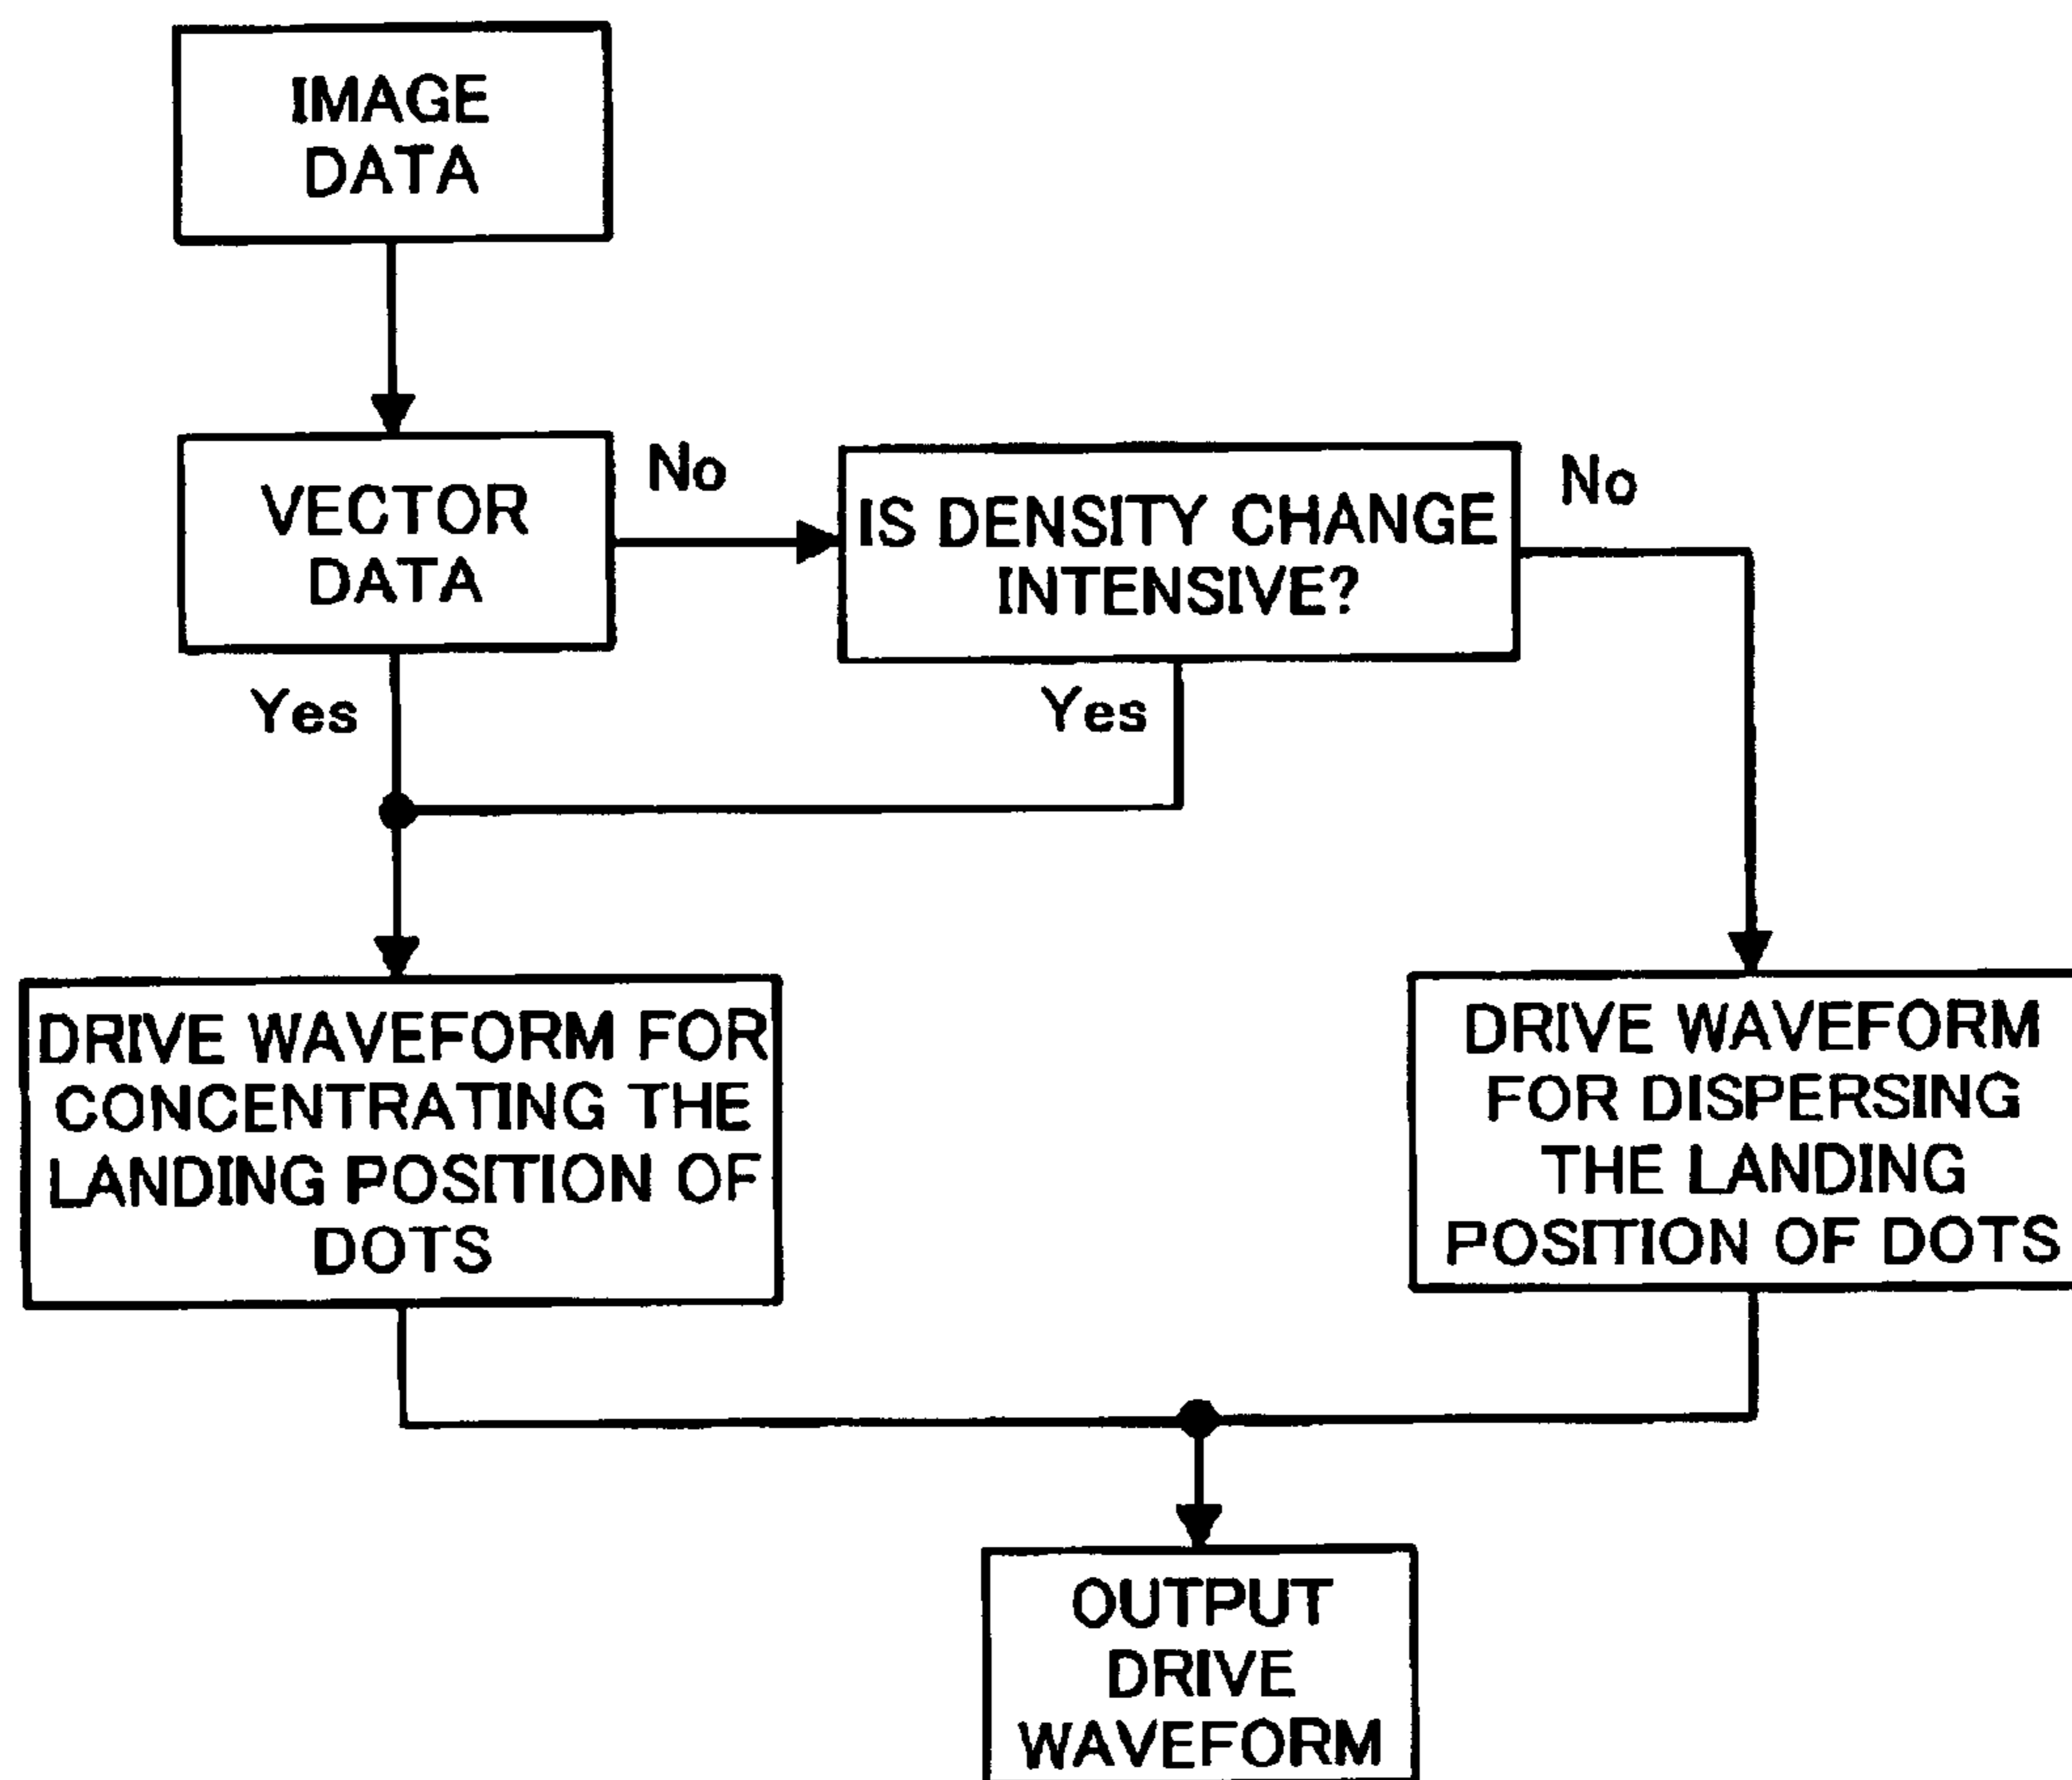 IMAGE
DATA
VECTOR
DATA
No
IS DENSITY CHANGE
INTENSIVE?
No
Yes
Yes
DRIVE WAVEFORM FOR
CONCENTRATING THE
LANDING POSITION OF
DOTS
DRIVE WAVEFORM
FOR DISPERSING
THE LANDING
POSITION OF DOTS
OUTPUT
DRIVE
WAVEFORM